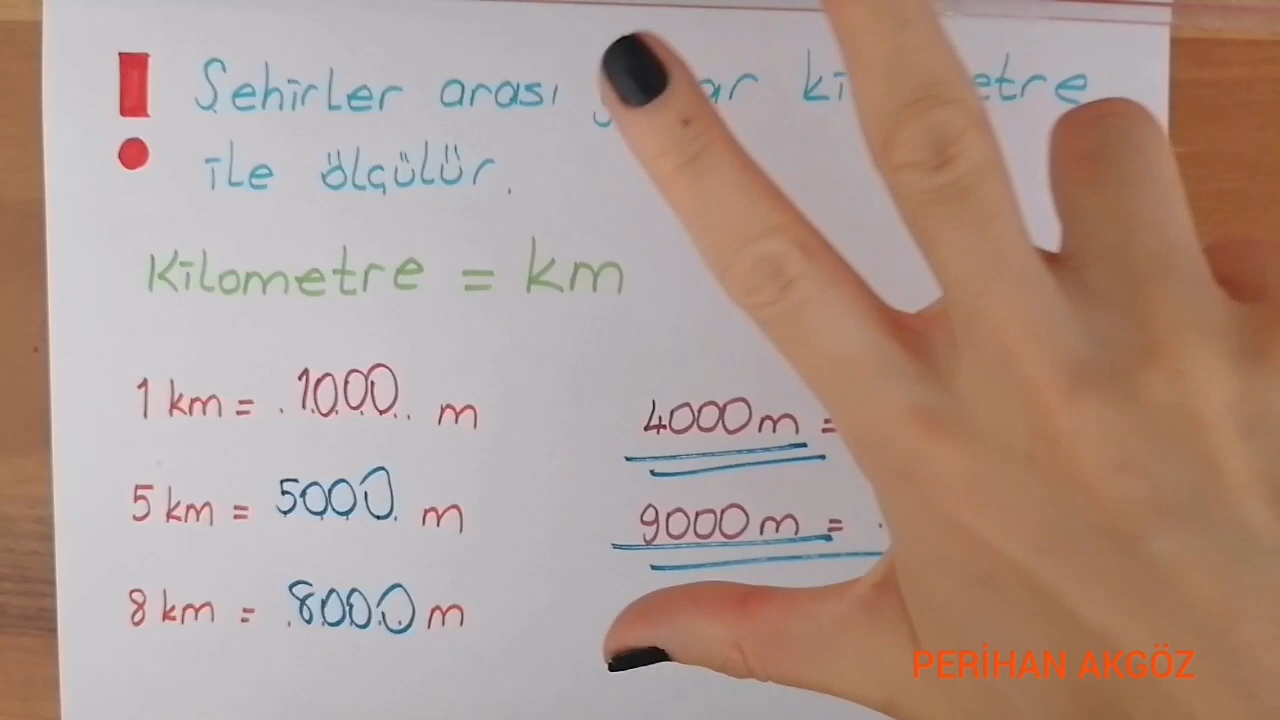 ! Şehirler arası
ile ölçülür.
Kilometre = km
1 km = .1000.. m
5 km = 5000 m
8 km = .8000 m
4000 m =
9000 m = .
PERİHAN AKGÖZ